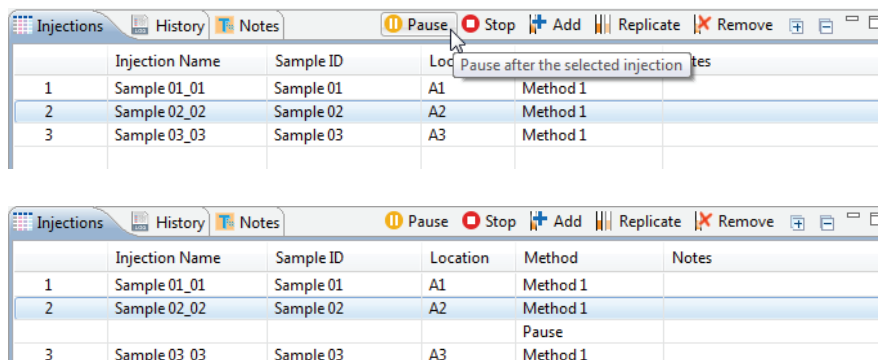 Injections History Notes Pause Stop Add Replicate Remove
Injection Name Sample ID Loc tes
Pause after the selected injection
1 Sample 01_01 Sample 01 A1 Method 1
2 Sample 02_02 Sample 02 A2 Method 1
3 Sample 03_03 Sample 03 A3 Method 1
Injections History Notes Pause Stop Add Replicate Remove
Injection Name Sample ID Location Method Notes
1 Sample 01_01 Sample 01 A1 Method 1
2 Sample 02_02 Sample 02 A2 Method 1
Pause
3 Sample 03_03 Sample 03 A3 Method 1